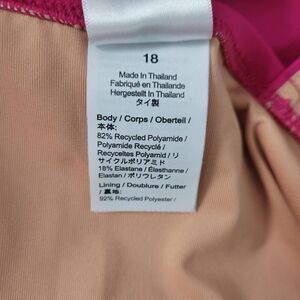 18
Made in Thailand
Fabriqué en Thaïlande
Hergestellt in Thailand
タイ製
Body / Corps / Oberteil /
本体:
82% Recycled Polyamide /
Polyamide Recyclé /
Recyceltes Polyamid / リ
サイクルポリアミド
18% Elastane / Élasthanne /
Elastan / ポリウレタン
Lining / Doublure / Futter
/ 裏地:
92% Recycled Polyester /